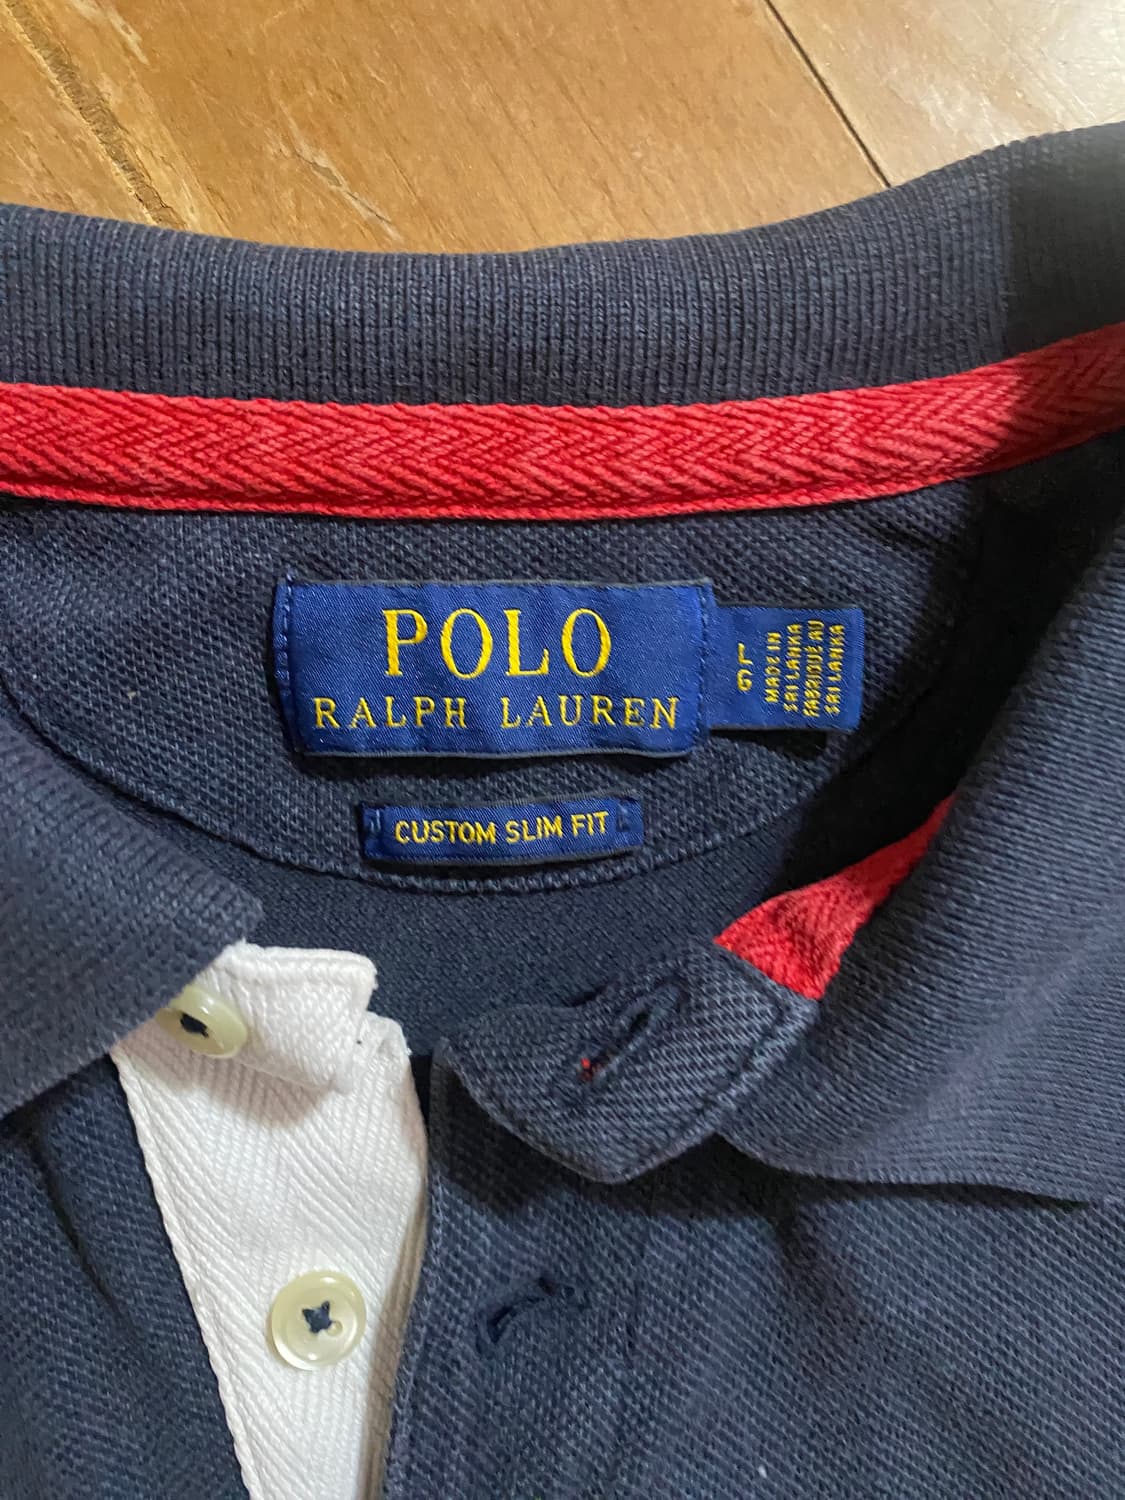 POLO
RALPH LAUREN
L
G
MADE IN
SRI LANKA
FABRIQUÉ AU
SRI LANKA
CUSTOM SLIM FIT